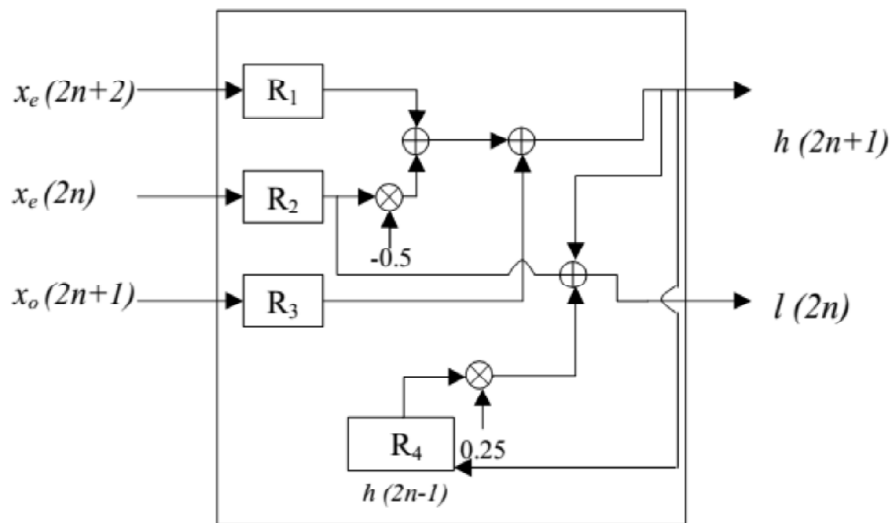 xₑ (2n+2)
R₁
h (2n+1)
xₑ (2n)
R₂
-0.5
xₒ (2n+1)
R₃
l (2n)
R₄
0.25
h (2n-1)